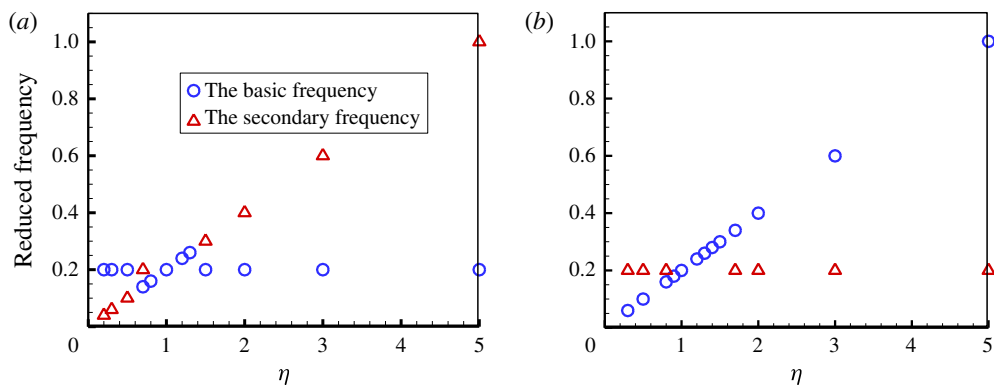 (a)
(b)
Reduced frequency
1.0
0.8
0.6
0.4
0.2
0 1 2 3 4 5
η
The basic frequency
The secondary frequency
1.0
0.8
0.6
0.4
0.2
0 1 2 3 4 5
η